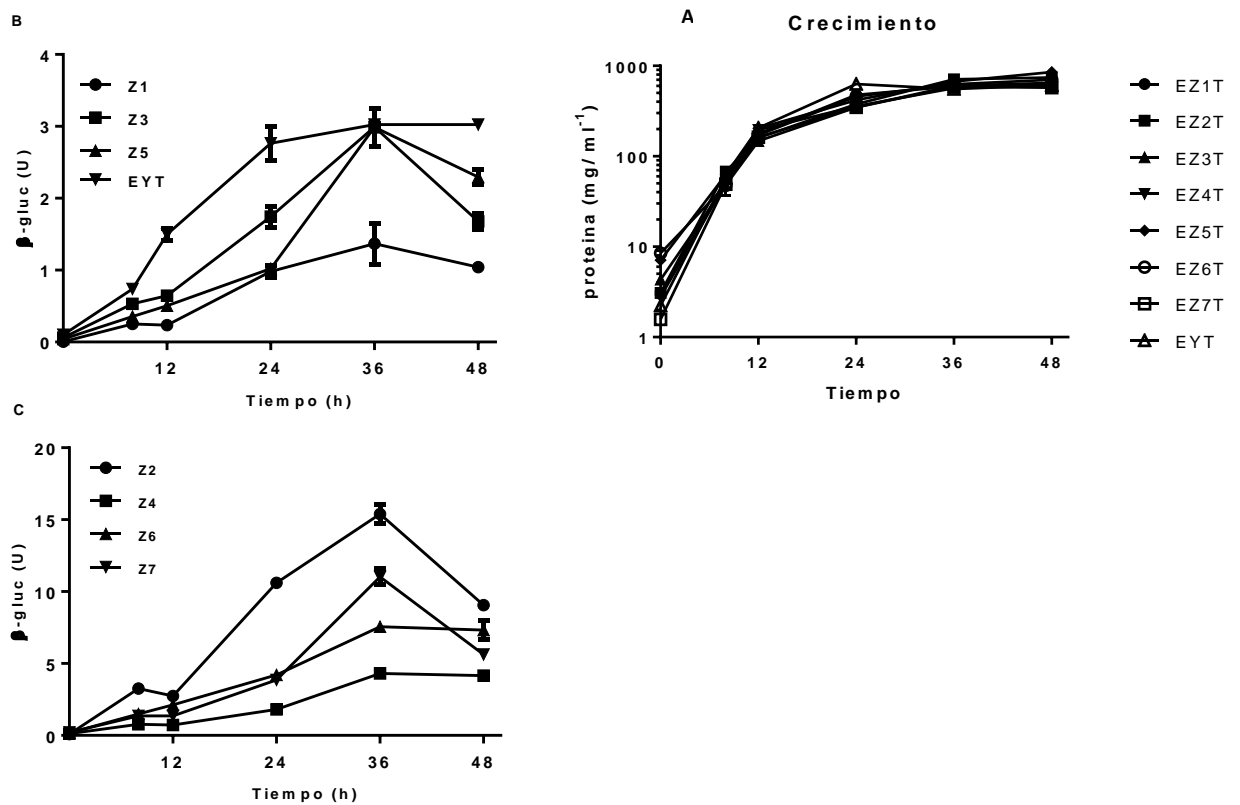 B
4
3
2
1
0
β-gluc (U)
Z1
Z3
Z5
EYT
12
24
36
48
Tiempo (h)
A
Crecimiento
1000
100
10
1
proteina (mg/ml-1)
0
12
24
36
48
Tiempo
EZ1T
EZ2T
EZ3T
EZ4T
EZ5T
EZ6T
EZ7T
EYT
C
20
15
10
5
0
β-gluc (U)
Z2
Z4
Z6
Z7
12
24
36
48
Tiempo (h)